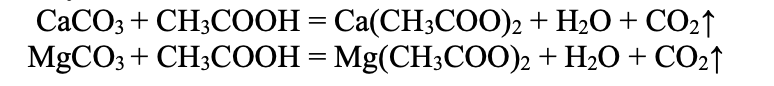 CaCO₃ + CH₃COOH = Ca(CH₃COO)₂ + H₂O + CO₂↑
MgCO₃ + CH₃COOH = Mg(CH₃COO)₂ + H₂O + CO₂↑